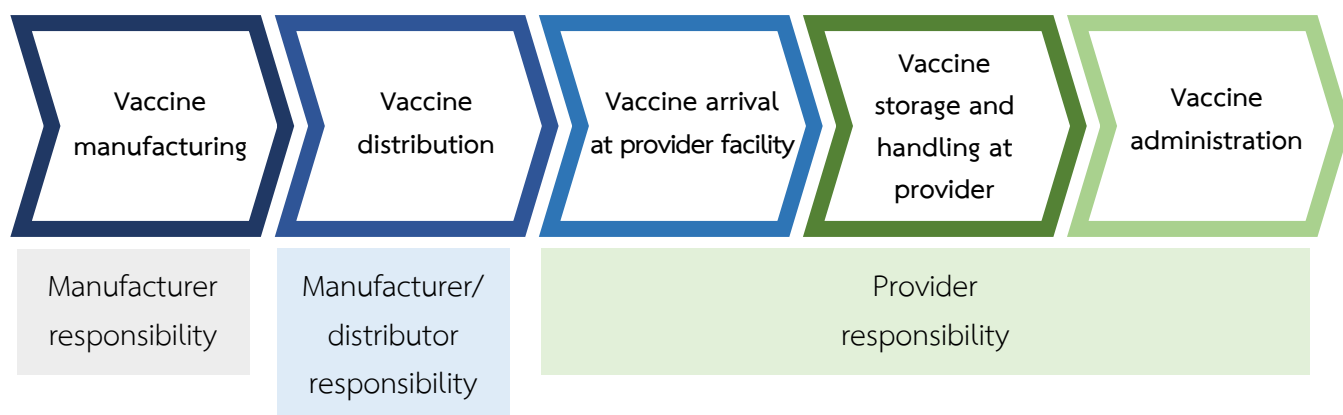 Vaccine
manufacturing
Vaccine
distribution
Vaccine arrival
at provider facility
Vaccine
storage and
handling at
provider
Vaccine
administration
Manufacturer
responsibility
Manufacturer/
distributor
responsibility
Provider
responsibility